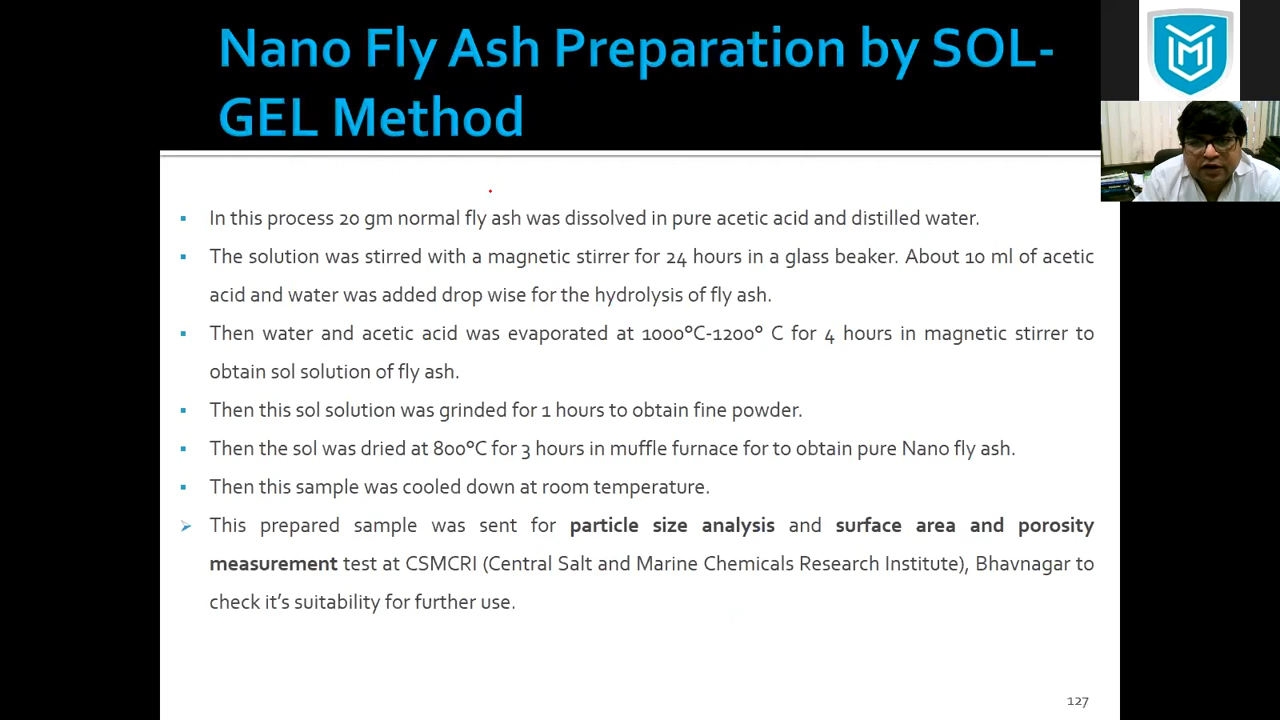 Nano Fly Ash Preparation by SOL-
GEL Method
In this process 20 gm normal fly ash was dissolved in pure acetic acid and distilled water.
The solution was stirred with a magnetic stirrer for 24 hours in a glass beaker. About 10 ml of acetic
acid and water was added drop wise for the hydrolysis of fly ash.
Then water and acetic acid was evaporated at 1000°C-1200° C for 4 hours in magnetic stirrer to
obtain sol solution of fly ash.
Then this sol solution was grinded for 1 hours to obtain fine powder.
Then the sol was dried at 800°C for 3 hours in muffle furnace for to obtain pure Nano fly ash.
Then this sample was cooled down at room temperature.
This prepared sample was sent for particle size analysis and surface area and porosity
measurement test at CSMCRI (Central Salt and Marine Chemicals Research Institute), Bhavnagar to
check it's suitability for further use.
127